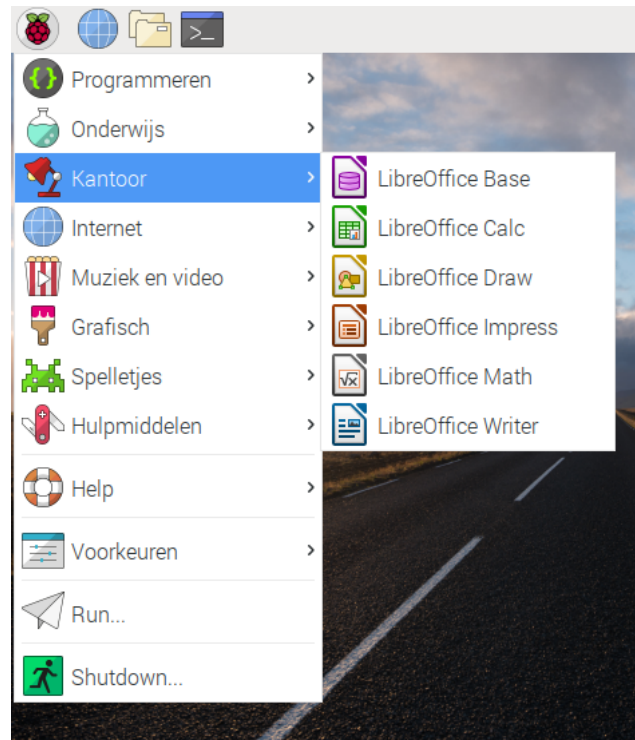 Programmeren
Onderwijs
Kantoor
Internet
Muziek en video
Grafisch
Spelletjes
Hulpmiddelen
Help
Voorkeuren
Run...
Shutdown...
LibreOffice Base
LibreOffice Calc
LibreOffice Draw
LibreOffice Impress
LibreOffice Math
LibreOffice Writer